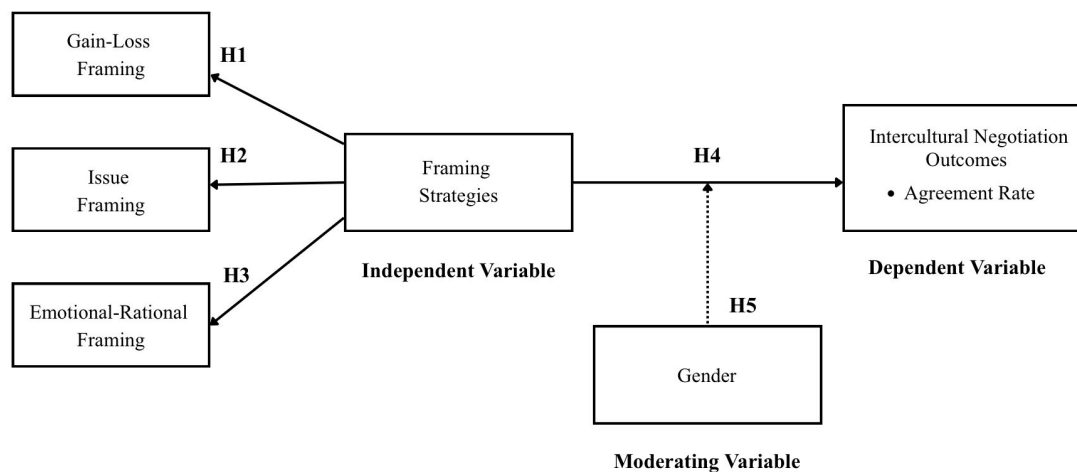 Gain-Loss
Framing
H1
Issue
Framing
H2
Emotional-Rational
Framing
H3
Framing
Strategies
Independent Variable
H4
Intercultural Negotiation
Outcomes
• Agreement Rate
Dependent Variable
H5
Gender
Moderating Variable